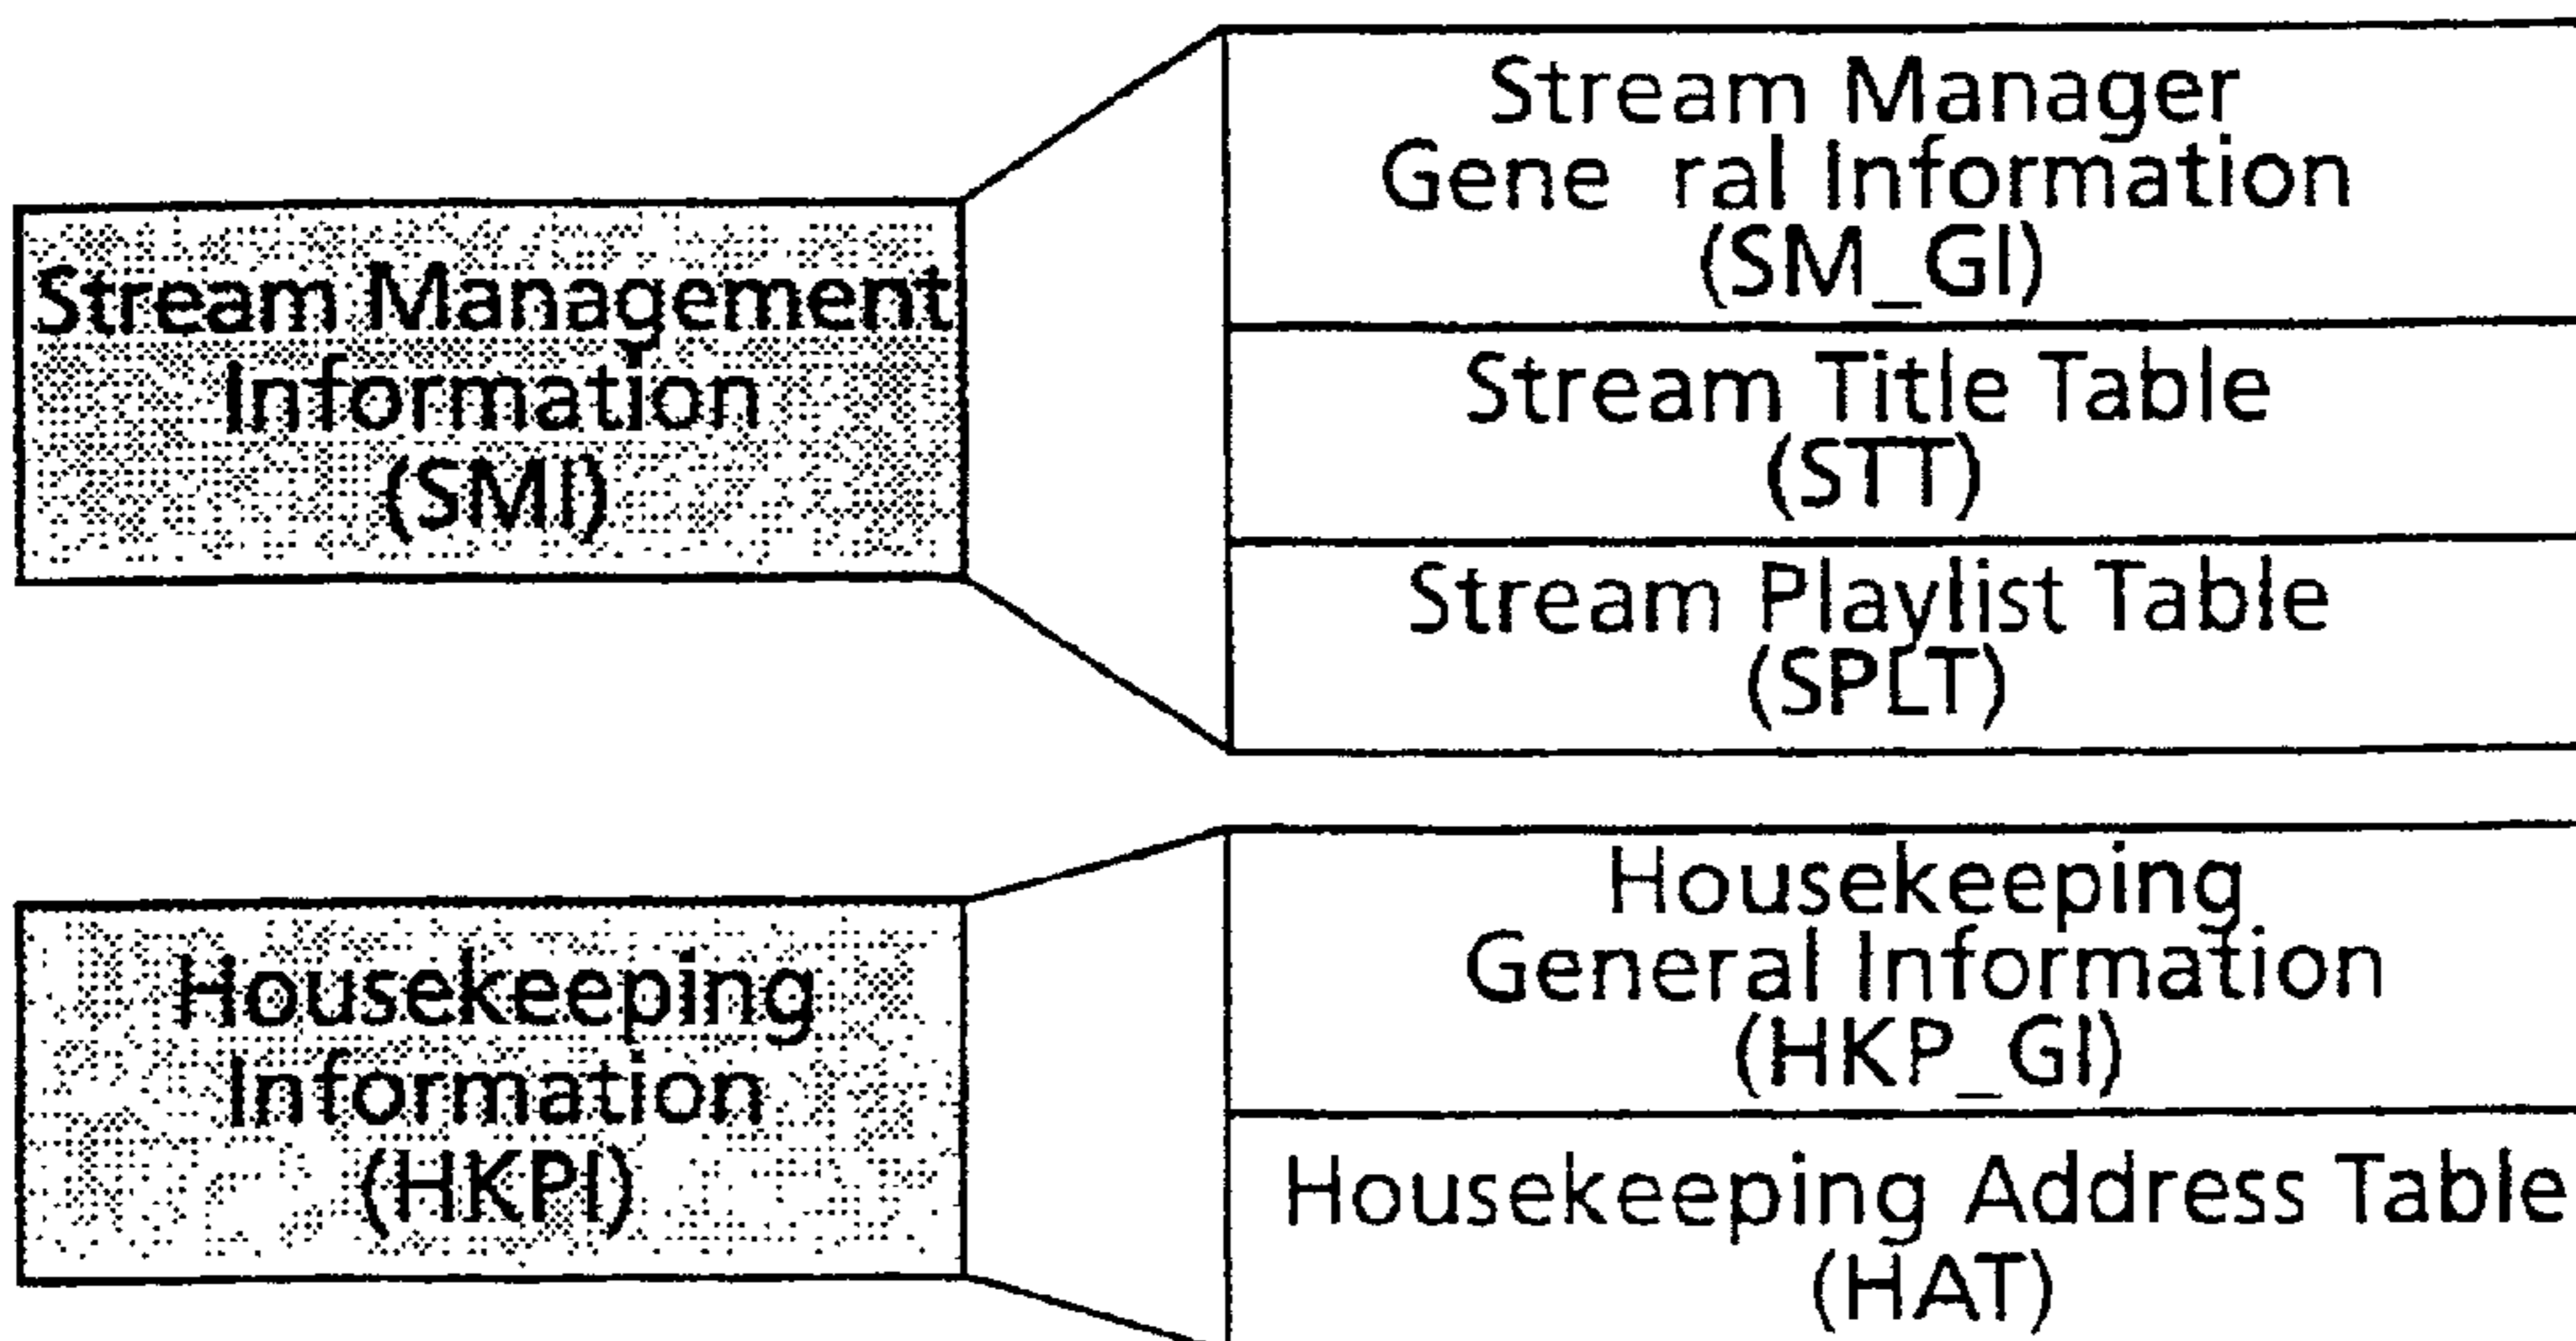 Stream Management
Information
(SMI)
Stream Manager
Gene ral Information
(SM_GI)
Stream Title Table
(STT)
Stream Playlist Table
(SPLT)
Housekeeping
Information
(HKPI)
Housekeeping
General Information
(HKP_GI)
Housekeeping Address Table
(HAT)